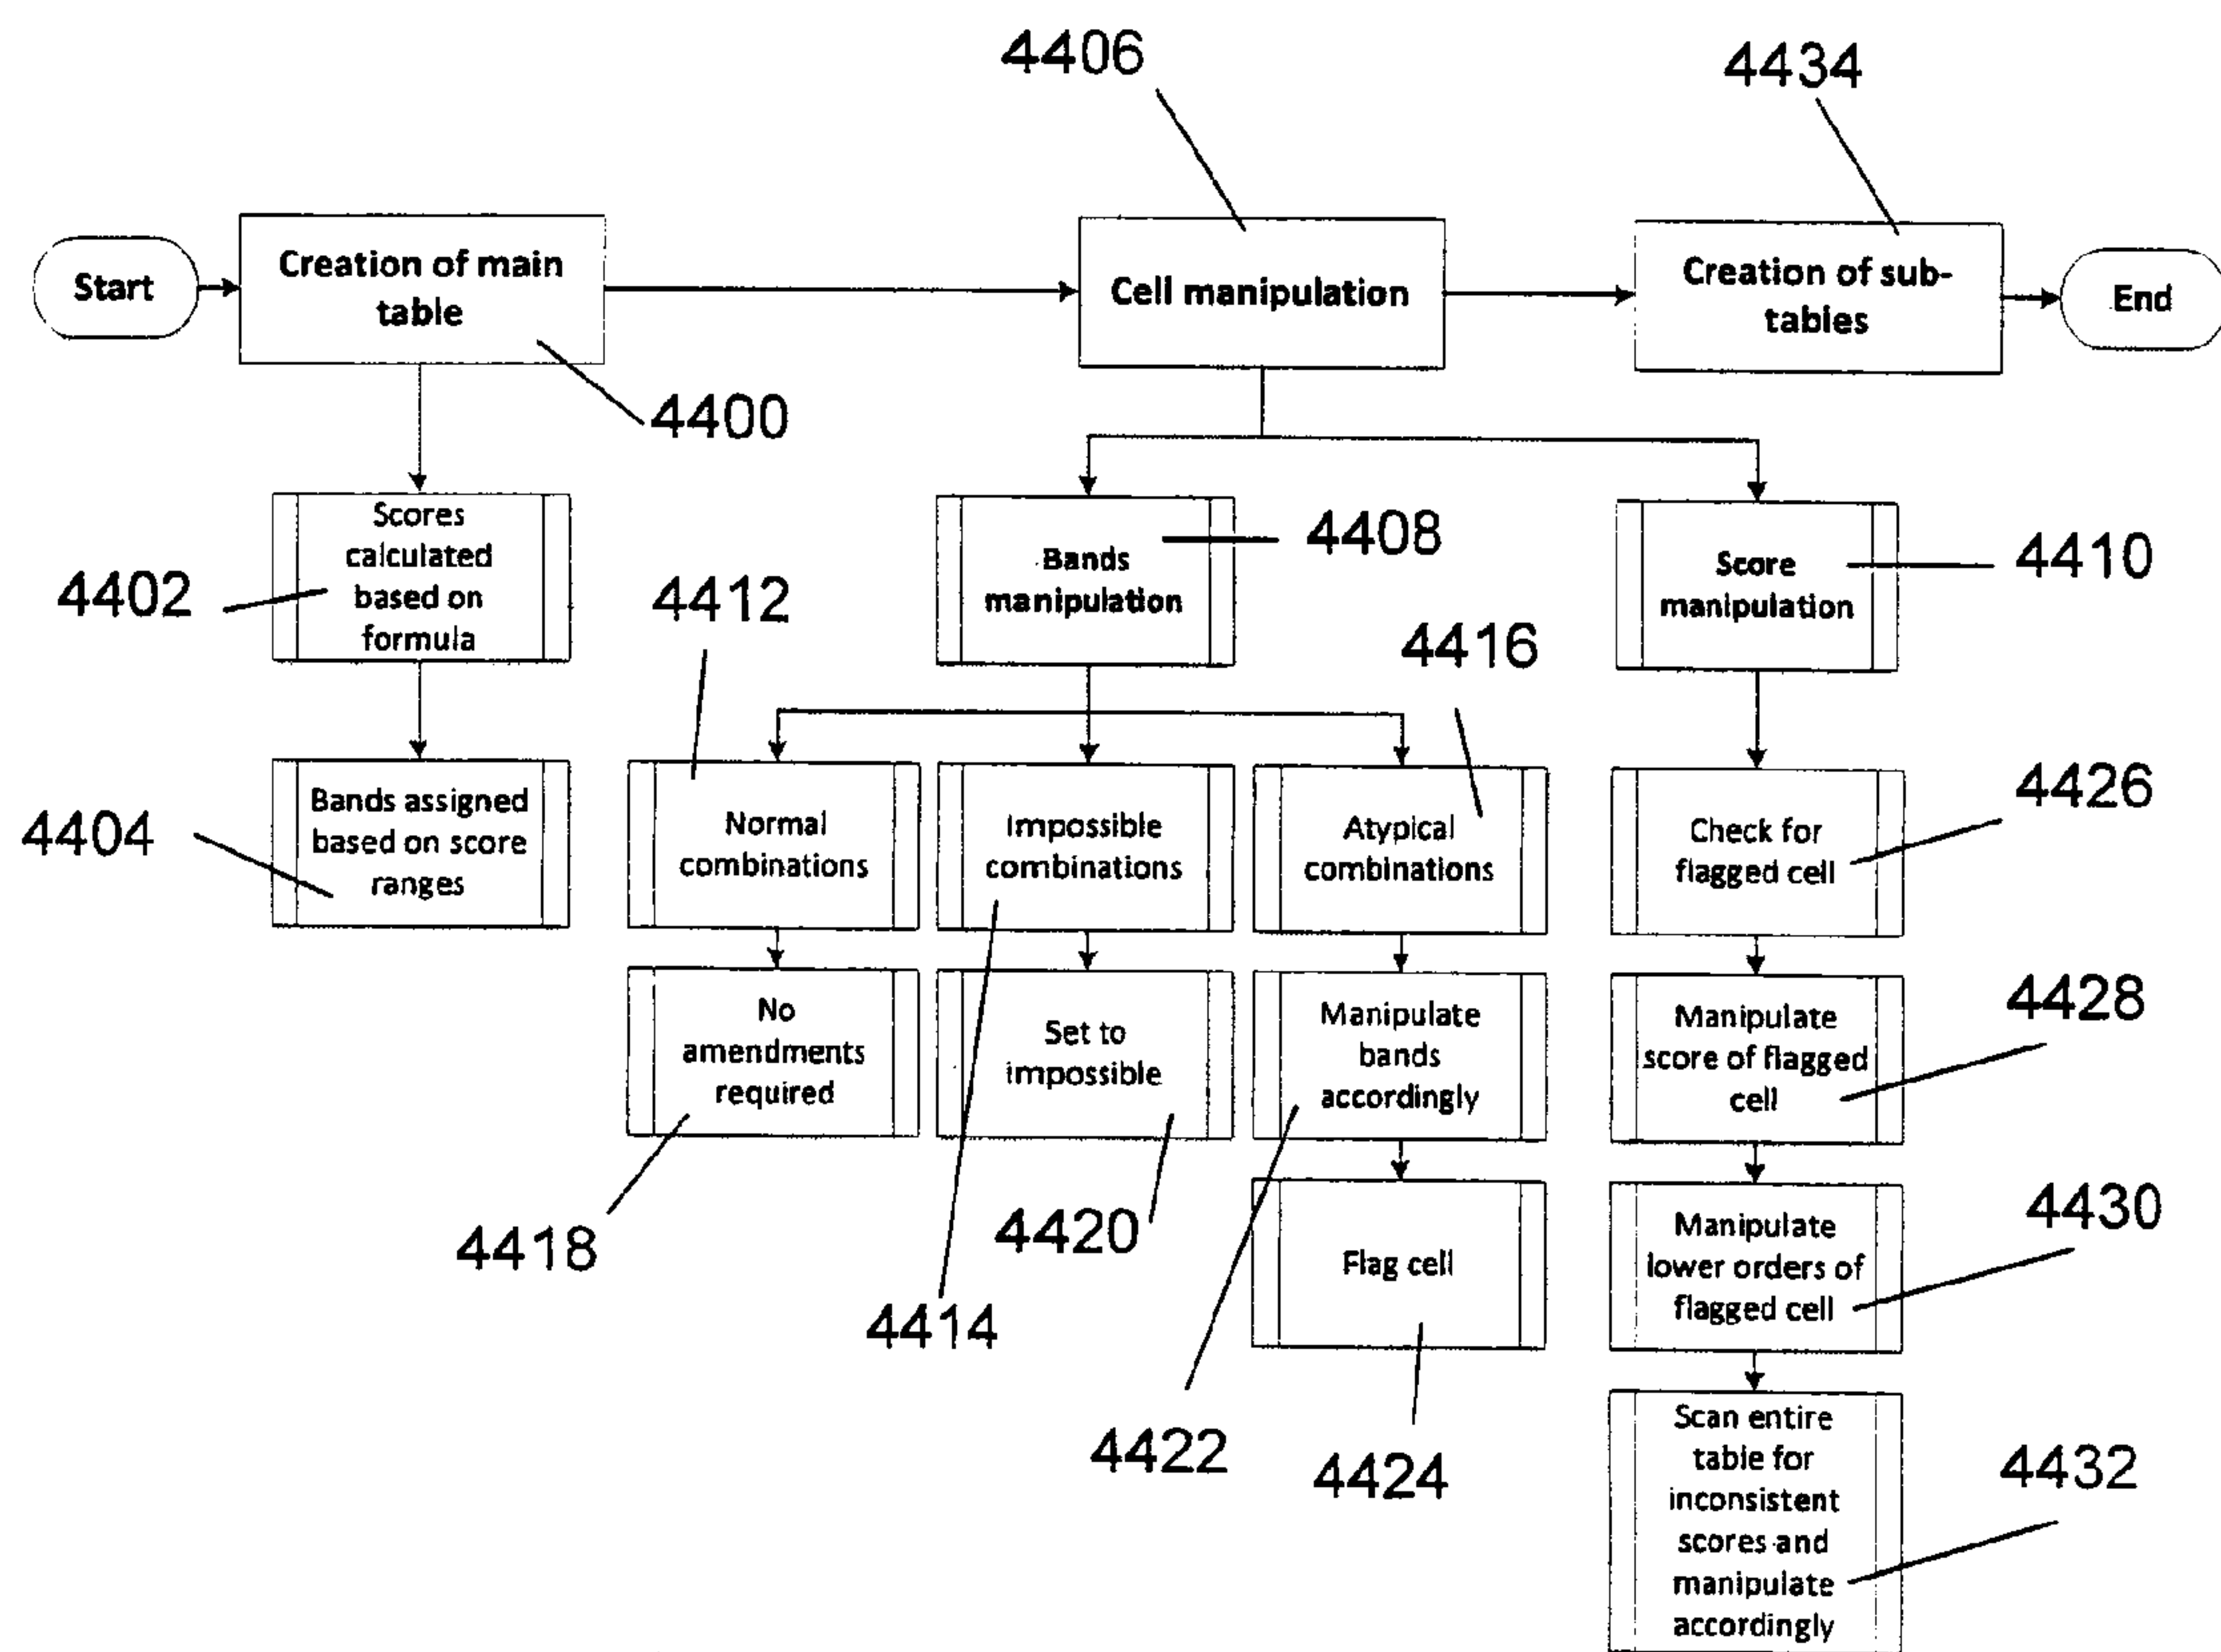 4406
4434
Start
Creation of main
table
Cell manipulation
Creation of sub-
tables
End
4400
Scores
calculated
based on
formula
4402
Bands
manipulation
4408
Score
manipulation
4410
4412
4416
Bands assigned
based on score
ranges
4404
Normal
combinations
Impossible
combinations
Atypical
combinations
Check for
flagged cell
4426
No
amendments
required
Set to
impossible
Manipulate
bands
accordingly
Manipulate
score of flagged
cell
4428
4418
4420
4414
Flag cell
Manipulate
lower orders of
flagged cell
4430
4422
4424
Scan entire
table for
inconsistent
scores and
manipulate
accordingly
4432